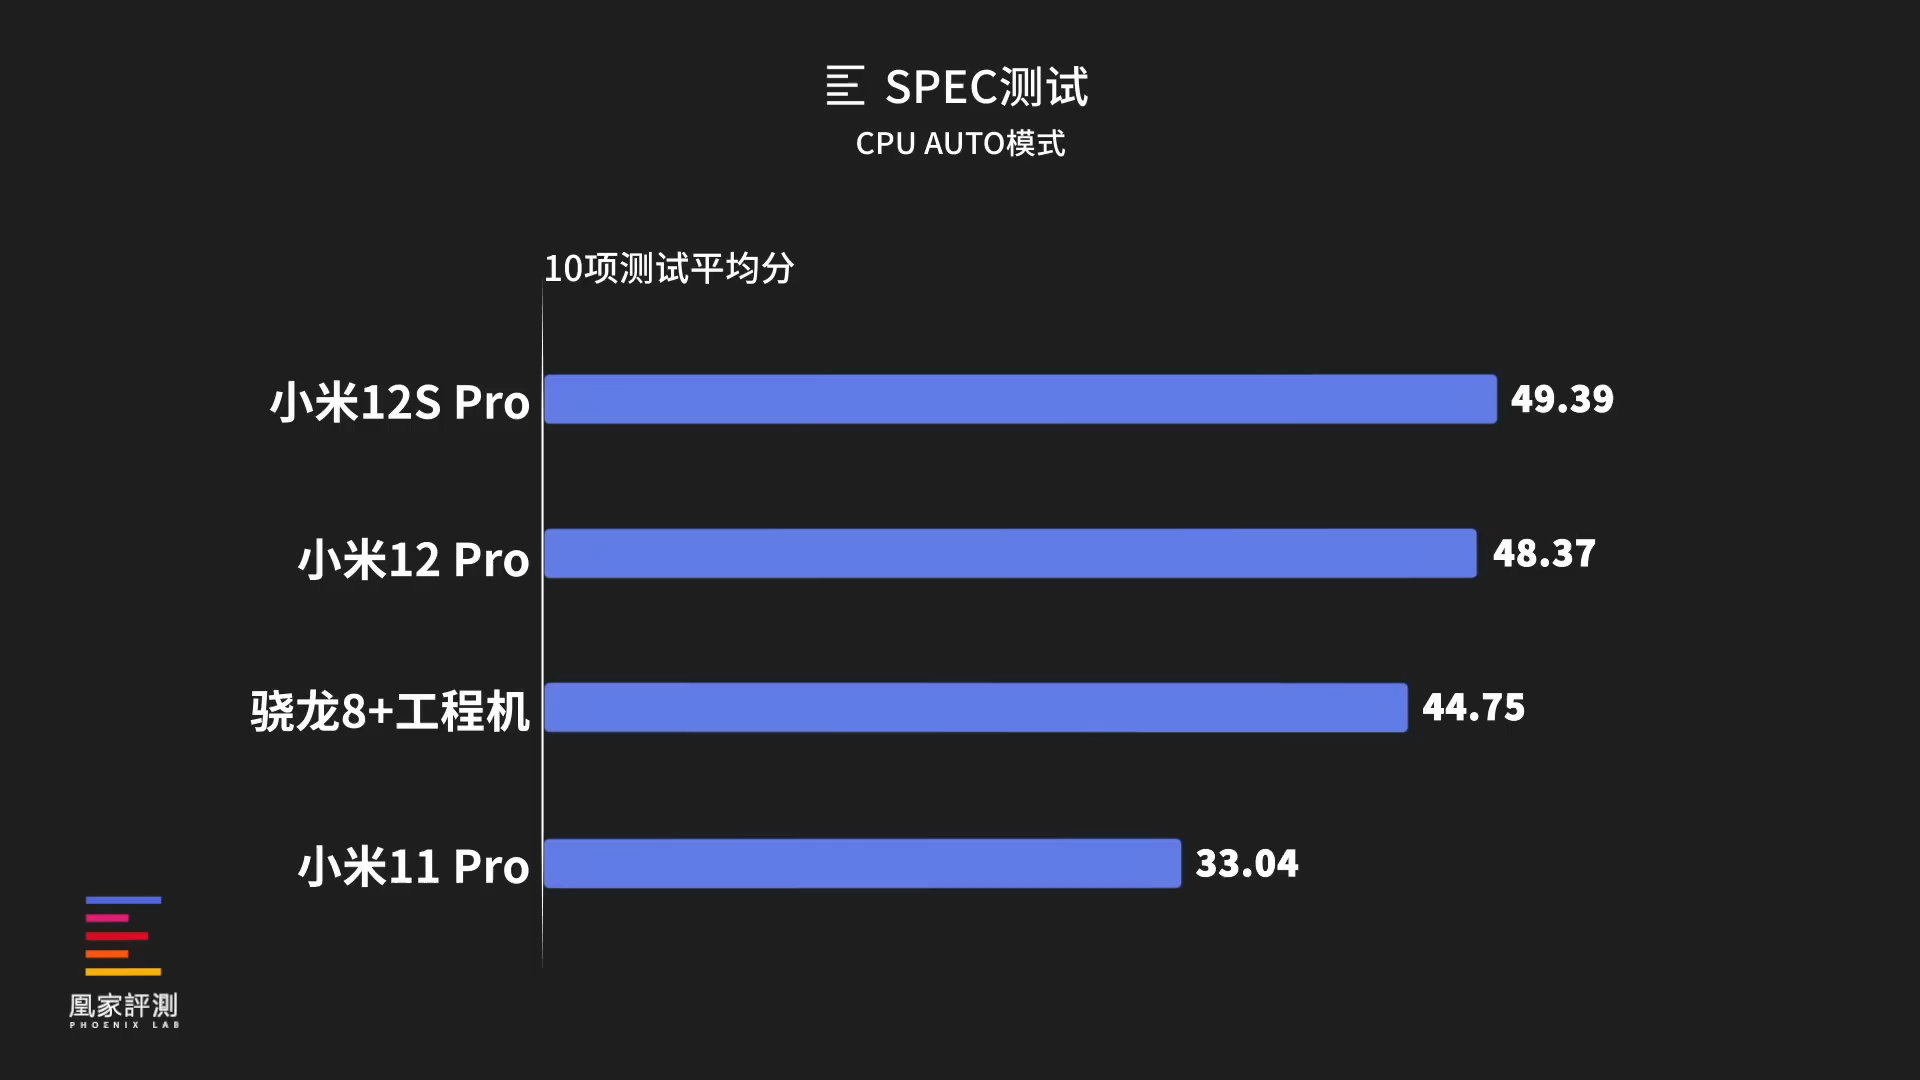 SPEC测试
CPU AUTO模式
10项测试平均分
小米12S Pro 49.39
小米12 Pro 48.37
骁龙8+工程机 44.75
小米11 Pro 33.04
凰家評測
PHOENIX LAB